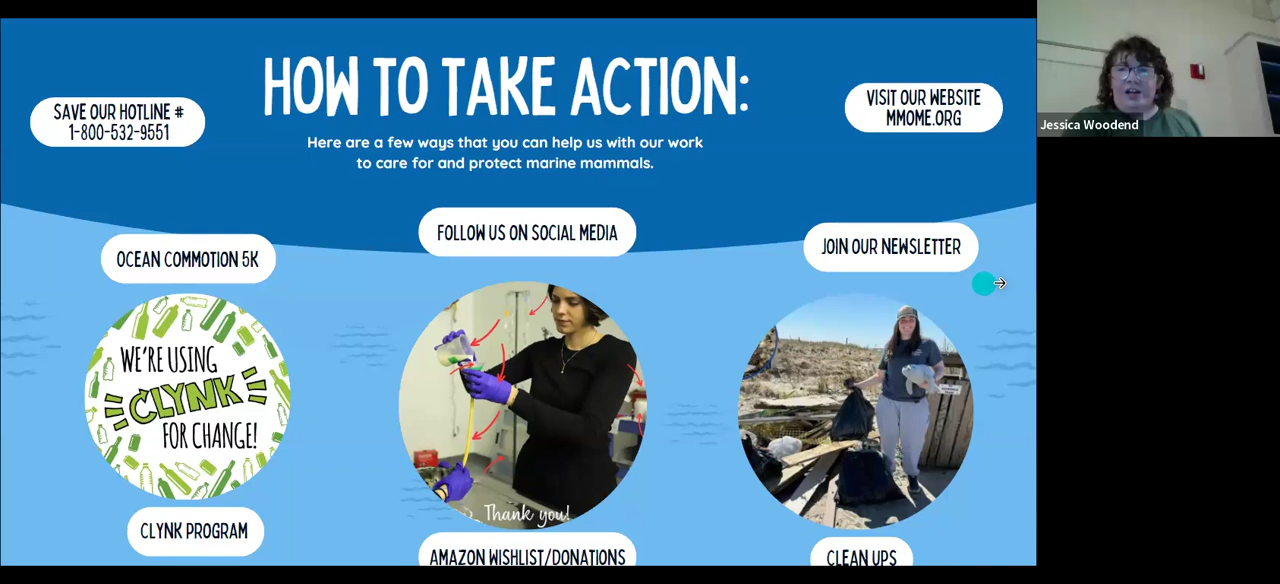 HOW TO TAKE ACTION:
SAVE OUR HOTLINE #
1-800-532-9551
VISIT OUR WEBSITE
MMOME.ORG
Here are a few ways that you can help us with our work
to care for and protect marine mammals.
Jessica Woodend
OCEAN COMMOTION 5K
FOLLOW US ON SOCIAL MEDIA
JOIN OUR NEWSLETTER
WE'RE USING
CLYNK
FOR CHANGE!
Thank you!
CLYNK PROGRAM
AMAZON WISHLIST/DONATIONS
CLEAN UPS